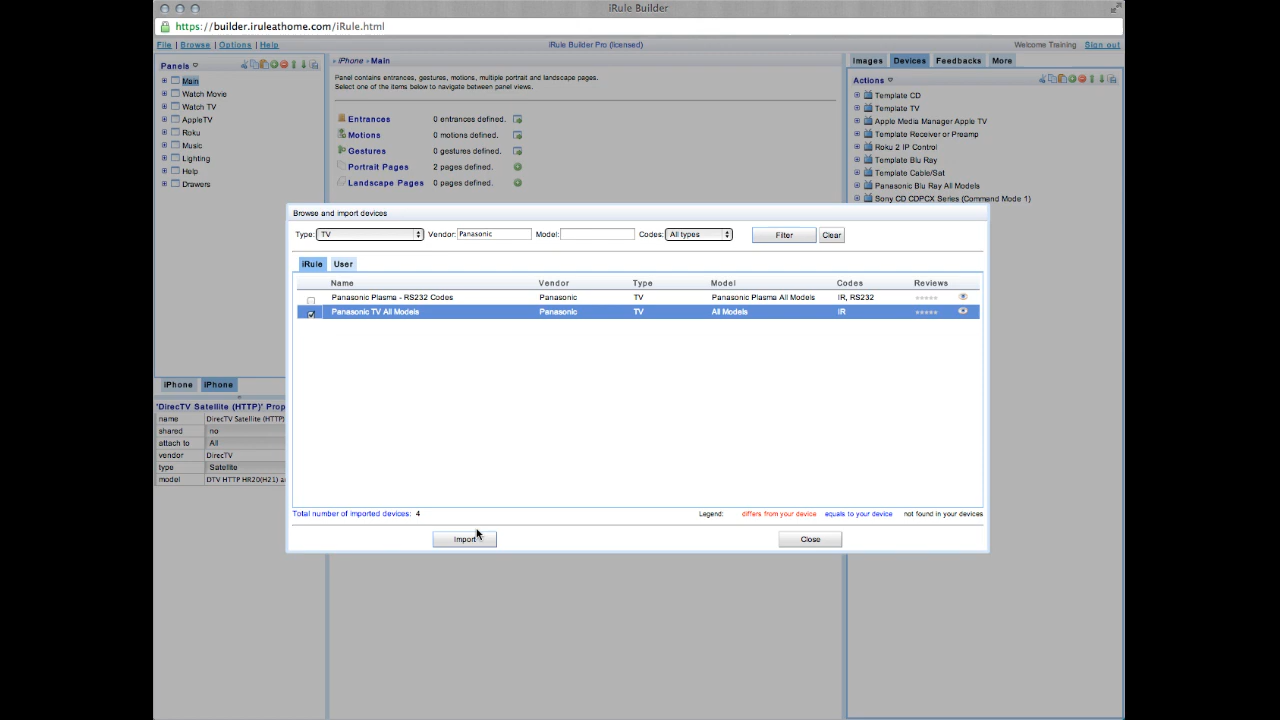 iRule Builder
https://builder.iruleathome.com/iRule.html
File | Browse | Options | Help
iRule Builder Pro (licensed)
Welcome Training Sign out
Panels
Main
Watch Movie
Watch TV
AppleTV
Roku
Music
Lighting
Help
Drawers
» iPhone » Main
Panel contains entrances, gestures, motions, multiple portrait and landscape pages.
Select one of the items below to navigate between panel views.
Entrances 0 entrances defined.
Motions 0 motions defined.
Gestures 0 gestures defined.
Portrait Pages 2 pages defined.
Landscape Pages 0 pages defined.
Images Devices Feedbacks More
Actions
Template CD
Template TV
Apple Media Manager Apple TV
Template Receiver or Preamp
Roku 2 IP Control
Template Blu Ray
Template Cable/Sat
Panasonic Blu Ray All Models
Sony CD CDPCX Series (Command Mode 1)
Browse and import devices
Type: TV Vendor: Panasonic Model: Codes: All types Filter Clear
iRule User
Name Vendor Type Model Codes Reviews
Panasonic Plasma - RS232 Codes Panasonic TV Panasonic Plasma All Models IR, RS232
Panasonic TV All Models Panasonic TV All Models IR
Total number of imported devices: 4
Legend: differs from your device equals to your device not found in your devices
Import Close
iPhone iPhone
'DirecTV Satellite (HTTP)' Prop
name DirecTV Satellite (HTTP)
shared no
attach to All
vendor DirecTV
type Satellite
model DTV HTTP HR20(H21) a